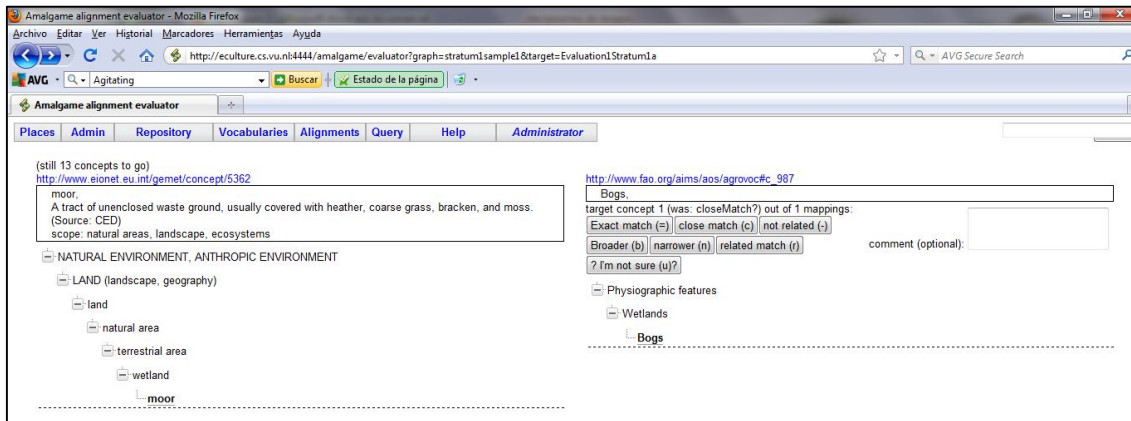 Amalgame alignment evaluator - Mozilla Firefox
Archivo Editar Ver Historial Marcadores Herramientas Ayuda
http://eculture.cs.vu.nl:4444/amalgame/evaluator?graph=stratum1sample1&target=Evaluation1Stratum1a
AVG Secure Search
AVG Agitating Buscar Estado de la página
Amalgame alignment evaluator
Places Admin Repository Vocabularies Alignments Query Help Administrator
(still 13 concepts to go)
http://www.eionet.eu.int/gemet/concept/5362
moor,
A tract of unenclosed waste ground, usually covered with heather, coarse grass, bracken, and moss.
(Source: CED)
scope: natural areas, landscape, ecosystems
NATURAL ENVIRONMENT, ANTHROPIC ENVIRONMENT
LAND (landscape, geography)
land
natural area
terrestrial area
wetland
moor
http://www.fao.org/aims/aos/agrovoc#c_987
Bogs,
target concept 1 (was: closeMatch?) out of 1 mappings:
Exact match (=) close match (c) not related (-)
Broader (b) narrower (n) related match (r)
comment (optional):
? I'm not sure (u)?
Physiographic features
Wetlands
Bogs